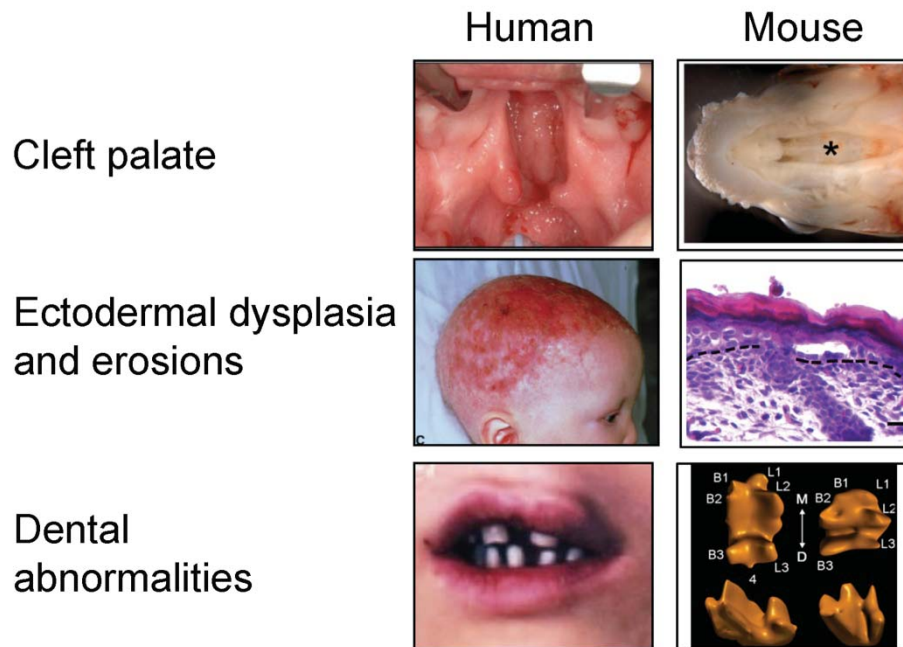 Human Mouse
Cleft palate
*
Ectodermal dysplasia
and erosions
C
Dental
abnormalities
B1 L1 B1 L1
B2 L2 M B2 L2
B3 L3 D B3 L3
4